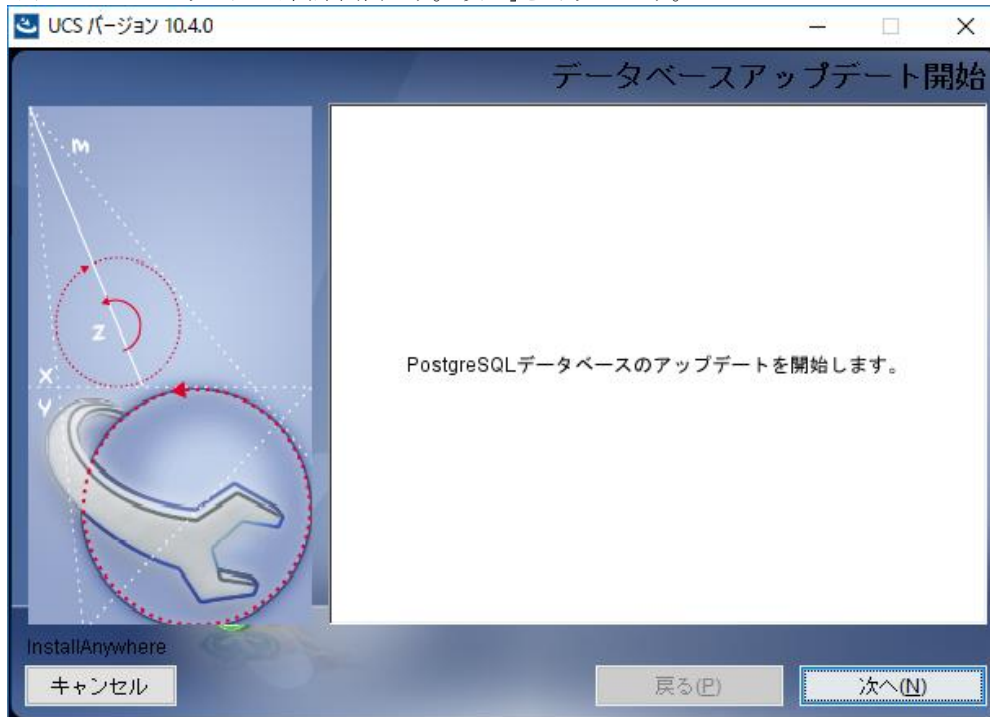 UCS バージョン 10.4.0
データベースアップデート開始
M
Z
X
Y
PostgreSQLデータベースのアップデートを開始します。
InstallAnywhere
キャンセル
戻る(P)
次へ(N)